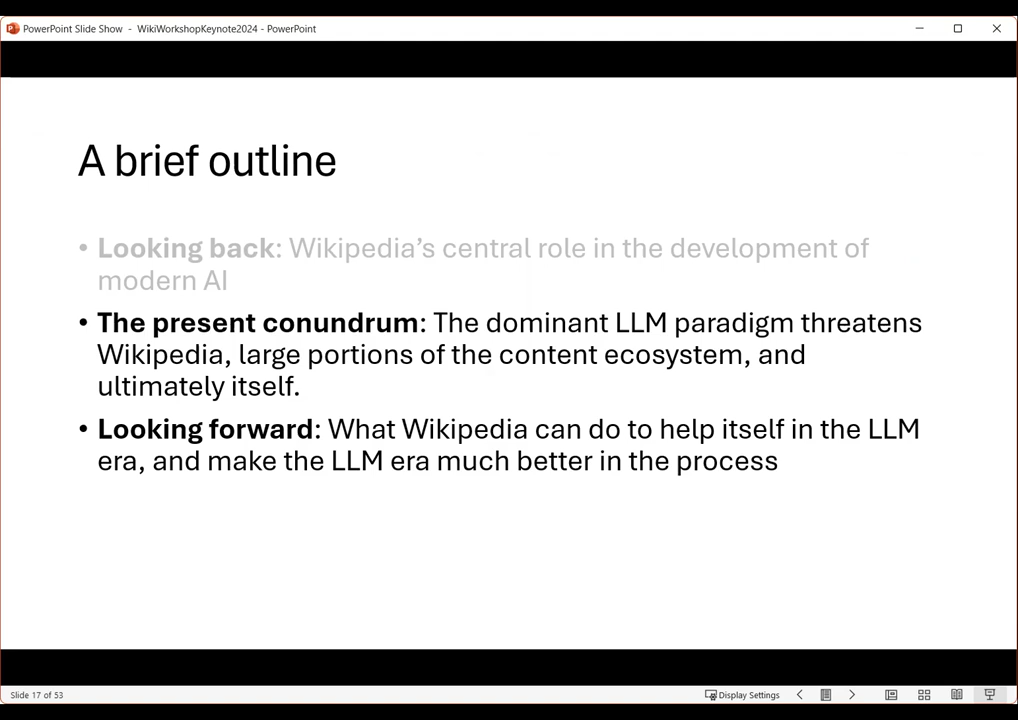 PowerPoint Slide Show - WikiWorkshopKeynote2024 - PowerPoint
A brief outline
• Looking back: Wikipedia’s central role in the development of
modern AI
• The present conundrum: The dominant LLM paradigm threatens
Wikipedia, large portions of the content ecosystem, and
ultimately itself.
• Looking forward: What Wikipedia can do to help itself in the LLM
era, and make the LLM era much better in the process
Slide 17 of 53
Display Settings